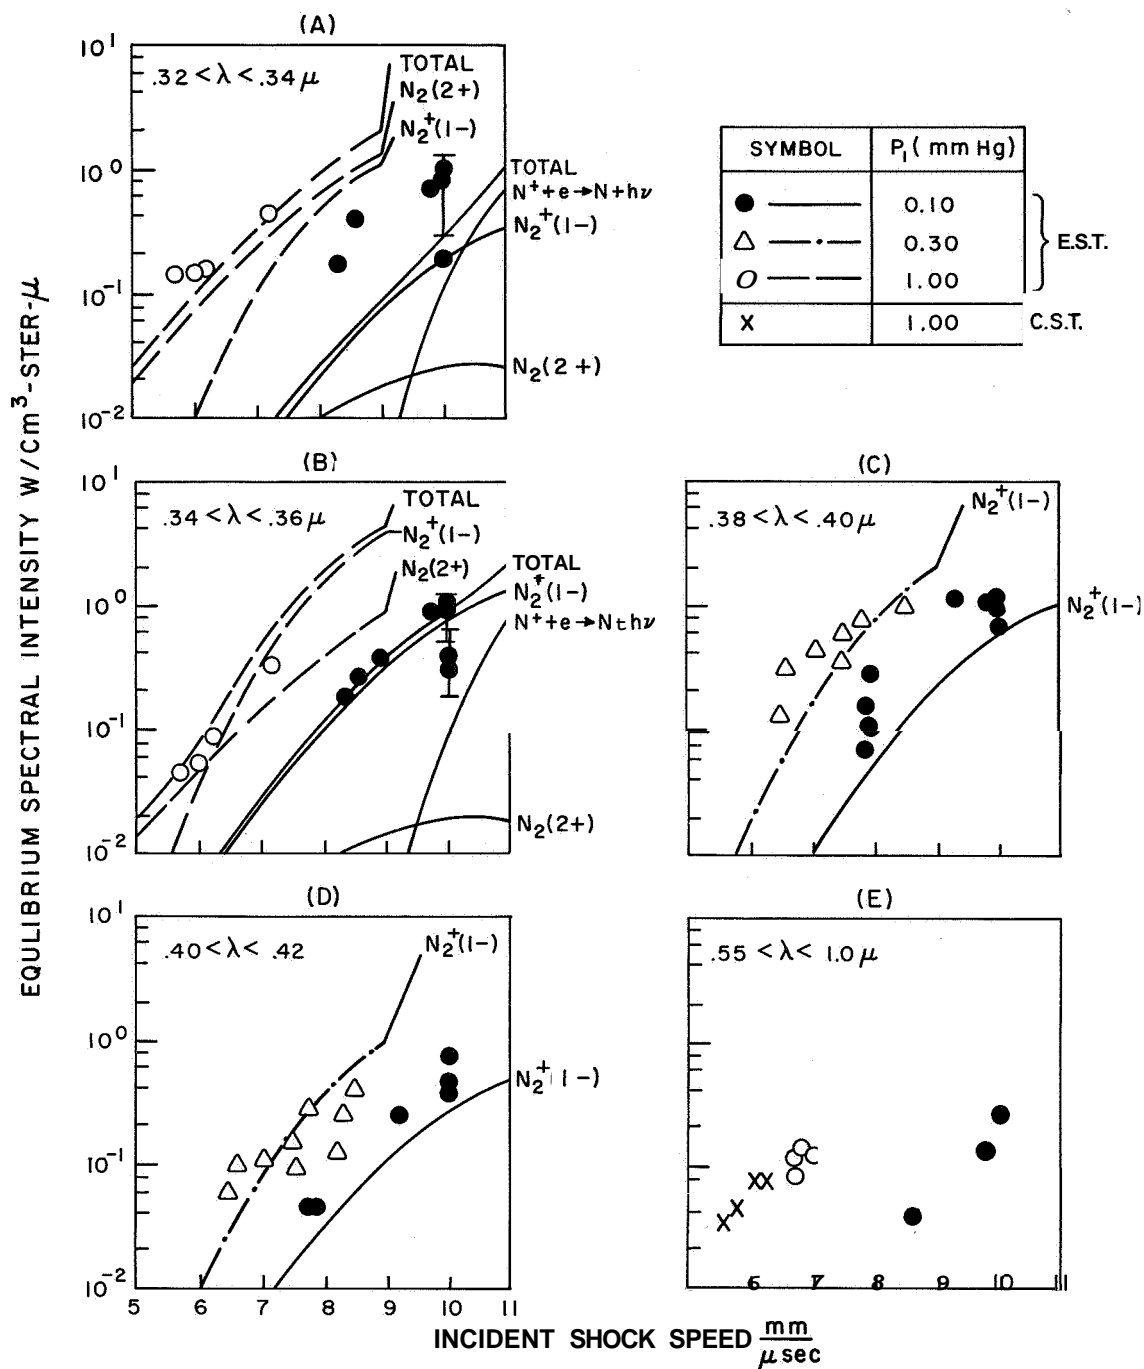 (A)
10¹
10⁰
10⁻¹
10⁻²
.32 < λ < .34 μ
TOTAL
N₂(2+)
N₂⁺(1-)
TOTAL
N⁺+e→N+hν
N₂⁺(1-)
N₂(2+)
SYMBOL P₁( mm Hg)
● 0.10
△ 0.30
O 1.00
X 1.00
E.S.T.
C.S.T.
(B)
10¹
10⁰
10⁻¹
10⁻²
.34 < λ < .36 μ
TOTAL
N₂⁺(1-)
N₂(2+)
TOTAL
N₂⁺(1-)
N⁺+e→Nthν
N₂(2+)
(C)
.38 < λ < .40 μ
N₂⁺(1-)
N₂⁺(1-)
(D)
10¹
10⁰
10⁻¹
10⁻²
.40 < λ < .42
N₂⁺(1-)
N₂⁺(1-)
5 6 7 8 9 10 11
(E)
.55 < λ < 1.0 μ
6 7 8 9 10 11
EQULIBRIUM SPECTRAL INTENSITY W/Cm³-STER-μ
INCIDENT SHOCK SPEED mm/μsec